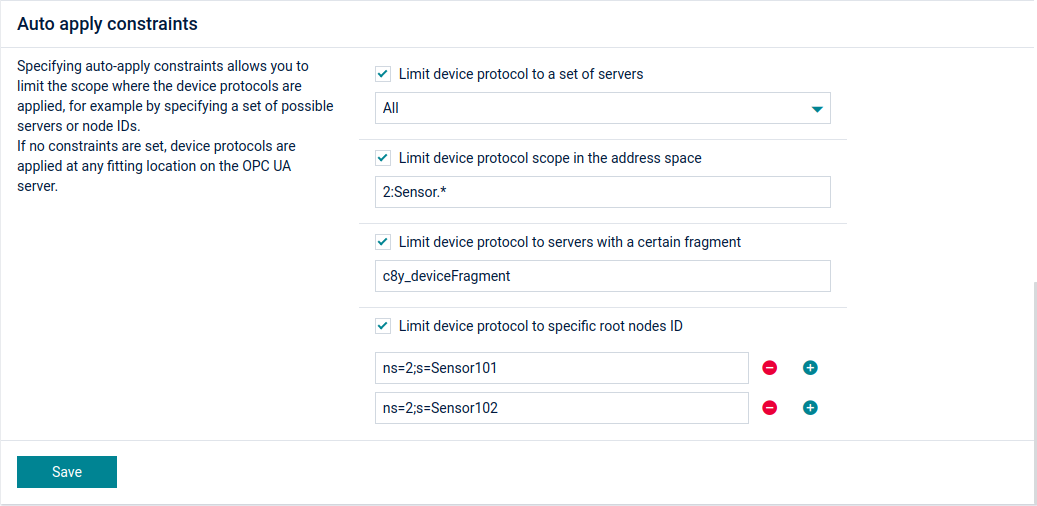 Auto apply constraints
Specifying auto-apply constraints allows you to
limit the scope where the device protocols are
applied, for example by specifying a set of possible
servers or node IDs.
If no constraints are set, device protocols are
applied at any fitting location on the OPC UA
server.
Limit device protocol to a set of servers
All
Limit device protocol scope in the address space
2:Sensor.*
Limit device protocol to servers with a certain fragment
c8y_deviceFragment
Limit device protocol to specific root nodes ID
ns=2;s=Sensor101
ns=2;s=Sensor102
Save